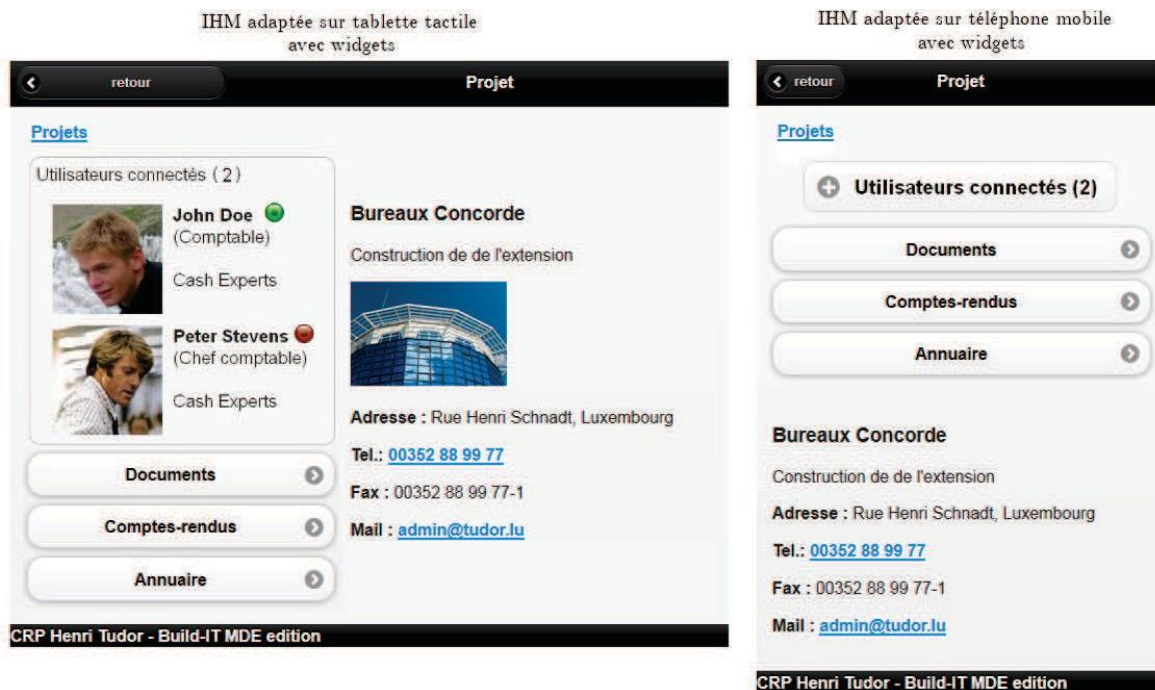 IHM adaptée sur tablette tactile
avec widgets
retour
Projet
Projets
Utilisateurs connectés (2)
John Doe
(Comptable)
Cash Experts
Peter Stevens
(Chef comptable)
Cash Experts
Documents
Comptes-rendus
Annuaire
Bureaux Concorde
Construction de de l'extension
Adresse : Rue Henri Schnadt, Luxembourg
Tel.: 00352 88 99 77
Fax : 00352 88 99 77-1
Mail : admin@tudor.lu
CRP Henri Tudor - Build-IT MDE edition
IHM adaptée sur téléphone mobile
avec widgets
retour
Projet
Projets
Utilisateurs connectés (2)
Documents
Comptes-rendus
Annuaire
Bureaux Concorde
Construction de de l'extension
Adresse : Rue Henri Schnadt, Luxembourg
Tel.: 00352 88 99 77
Fax : 00352 88 99 77-1
Mail : admin@tudor.lu
CRP Henri Tudor - Build-IT MDE edition